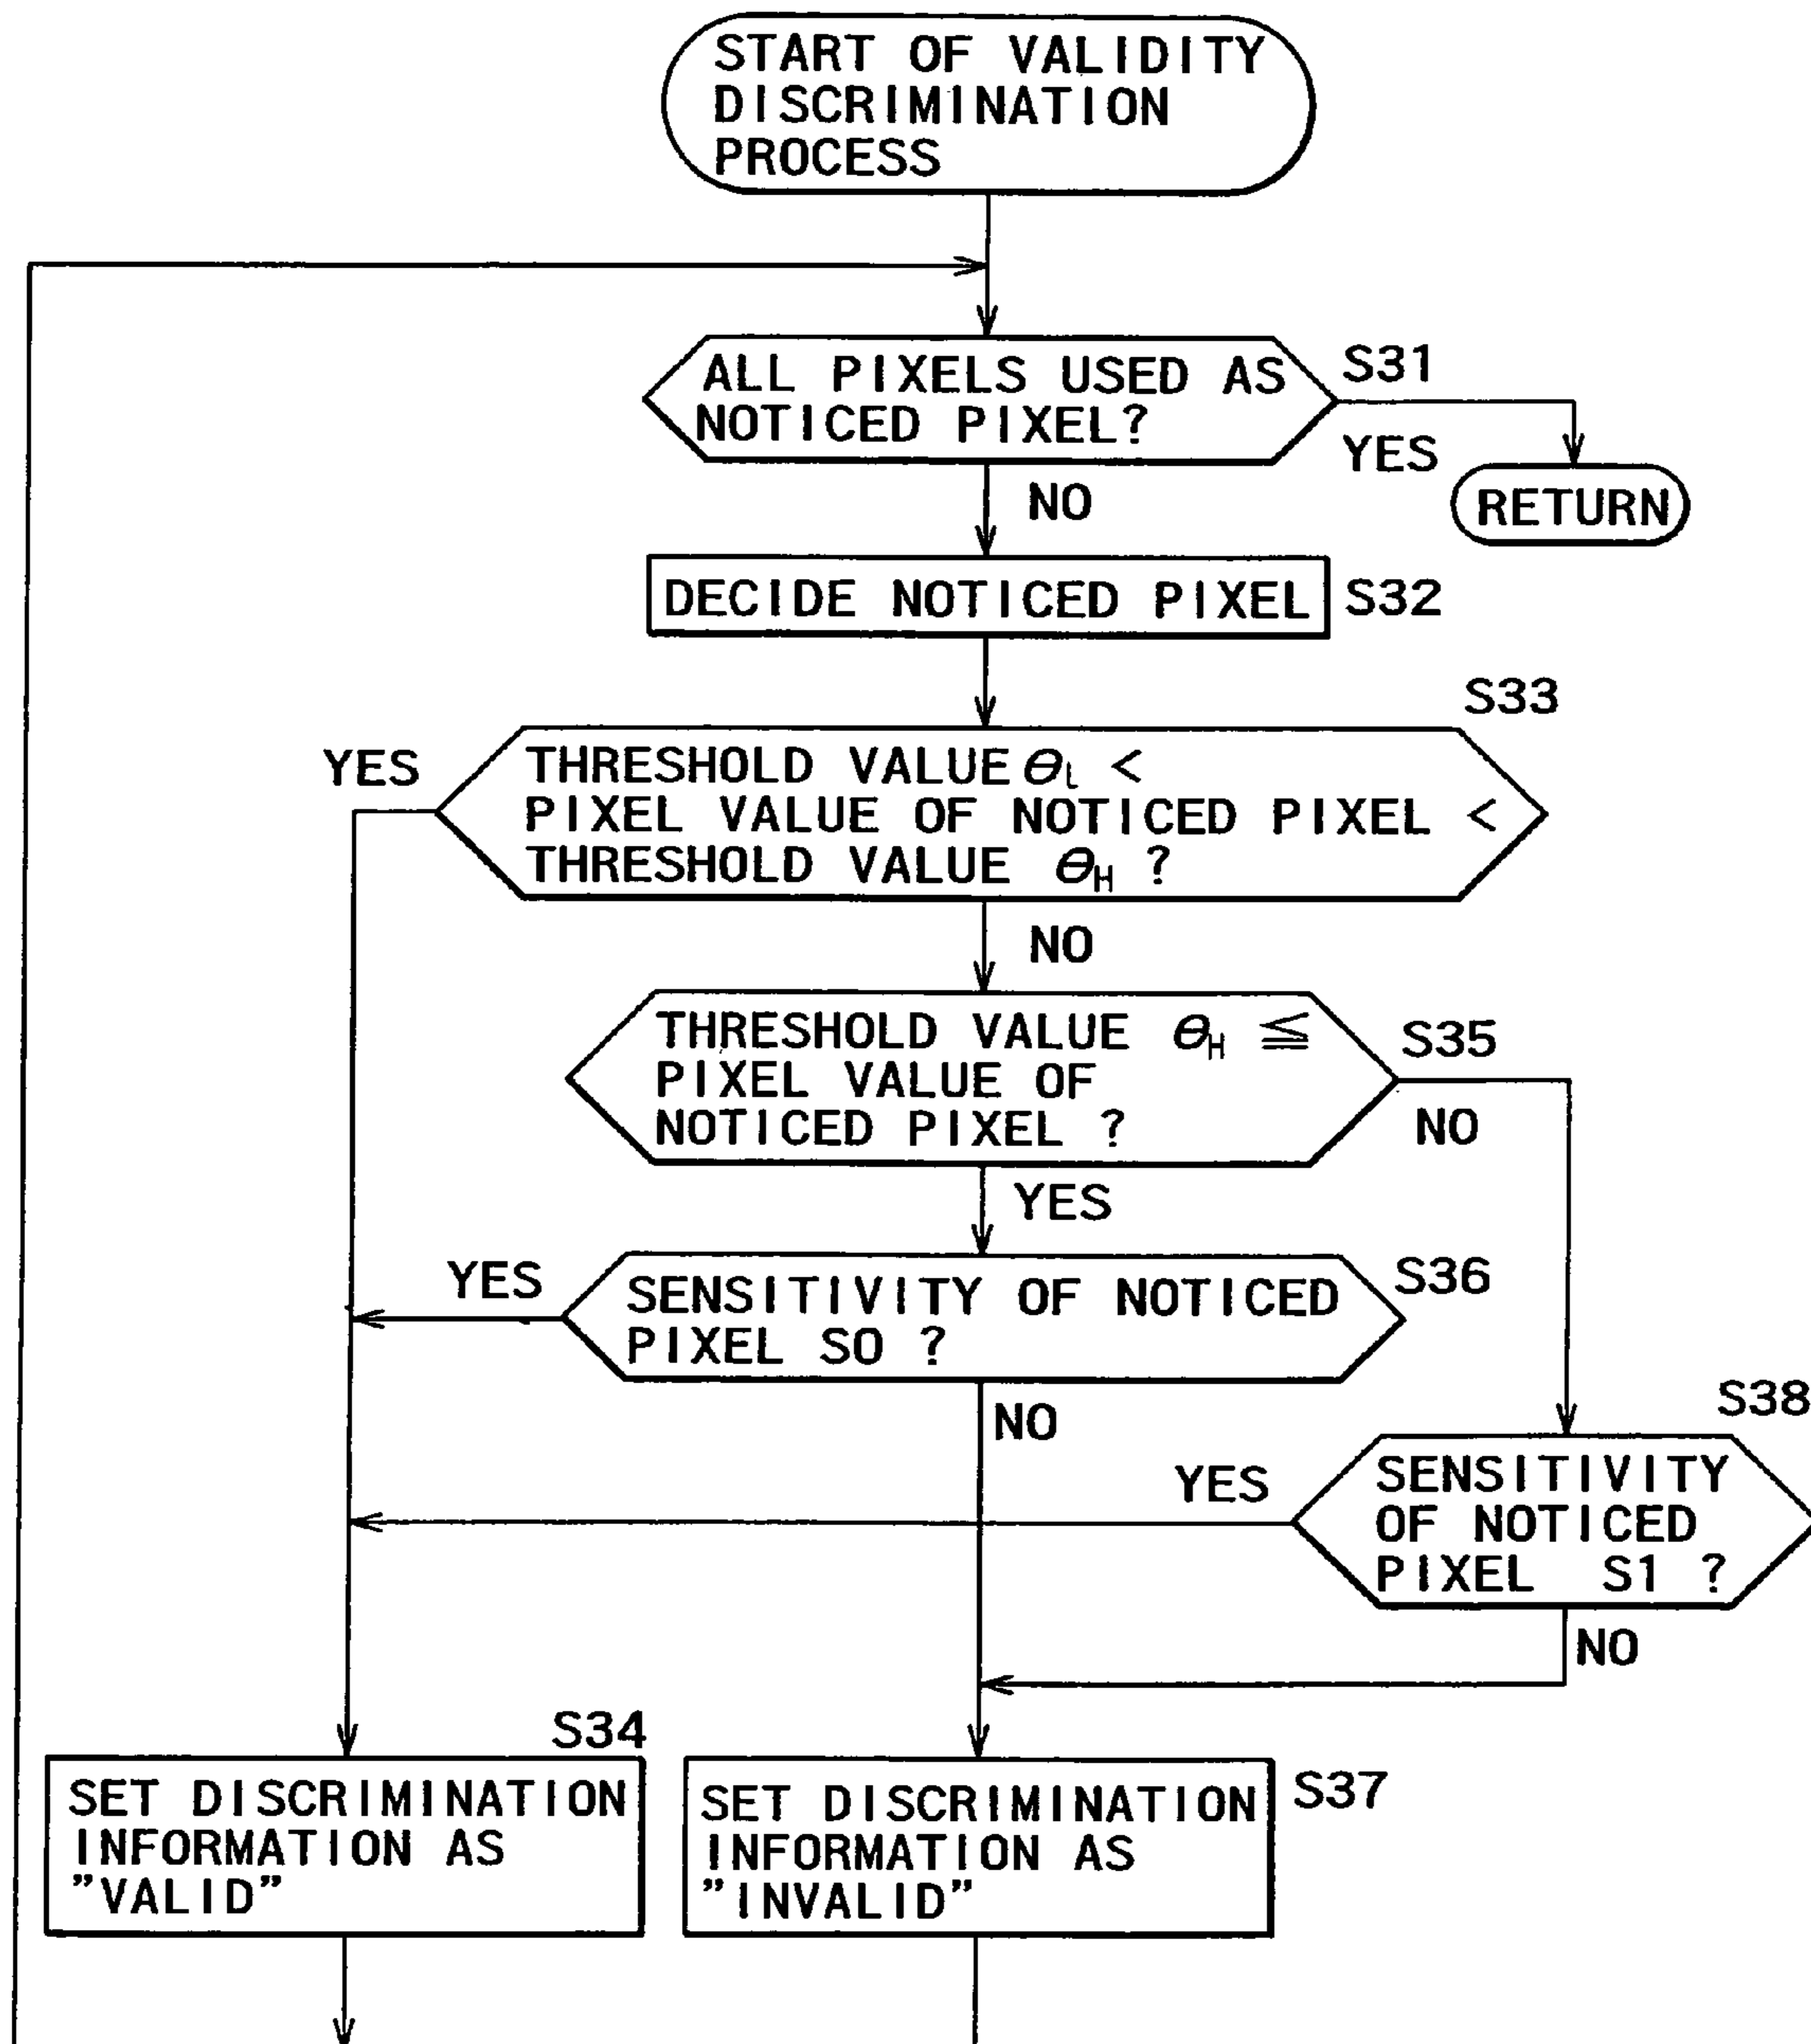 START OF VALIDITY
DISCRIMINATION
PROCESS
ALL PIXELS USED AS
NOTICED PIXEL?
S31
YES
RETURN
NO
DECIDE NOTICED PIXEL
S32
S33
YES
THRESHOLD VALUE ΘL <
PIXEL VALUE OF NOTICED PIXEL <
THRESHOLD VALUE ΘH ?
NO
THRESHOLD VALUE ΘH ≦
PIXEL VALUE OF
NOTICED PIXEL ?
S35
NO
YES
YES
SENSITIVITY OF NOTICED
PIXEL S0 ?
S36
NO
S38
YES
SENSITIVITY
OF NOTICED
PIXEL S1 ?
NO
S34
SET DISCRIMINATION
INFORMATION AS
"VALID"
SET DISCRIMINATION
INFORMATION AS
"INVALID"
S37